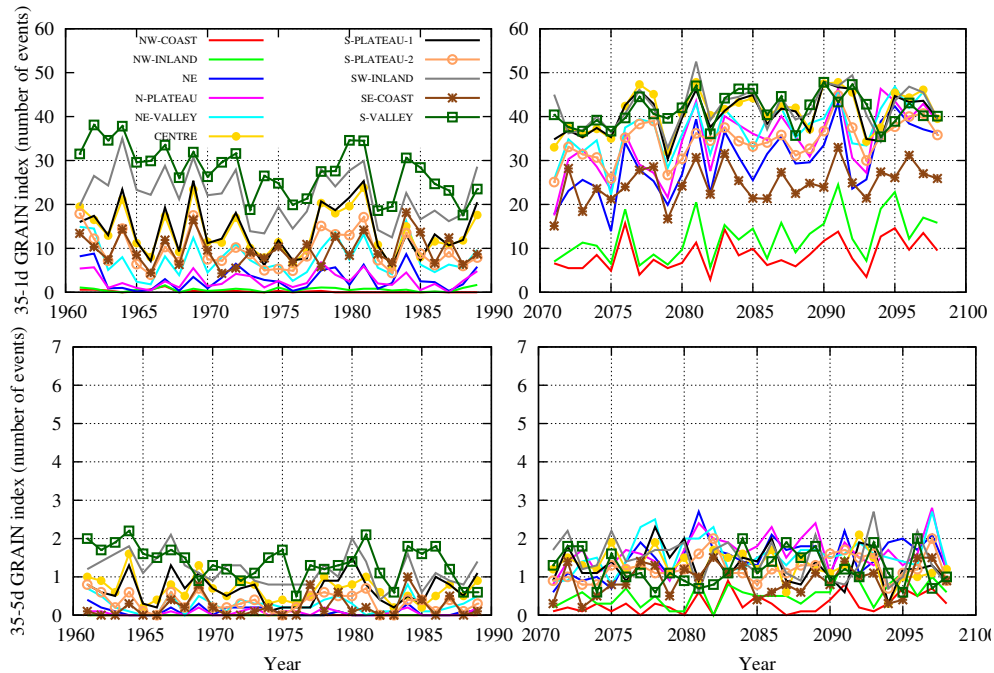 35-1d GRAIN index (number of events)
60
50
40
30
20
10
0
1960 1965 1970 1975 1980 1985 1990
NW-COAST
NW-INLAND
NE
N-PLATEAU
NE-VALLEY
CENTRE
S-PLATEAU-1
S-PLATEAU-2
SW-INLAND
SE-COAST
S-VALLEY
60
50
40
30
20
10
0
2070 2075 2080 2085 2090 2095 2100
35-5d GRAIN index (number of events)
7
6
5
4
3
2
1
0
1960 1965 1970 1975 1980 1985 1990
Year
7
6
5
4
3
2
1
0
2070 2075 2080 2085 2090 2095 2100
Year